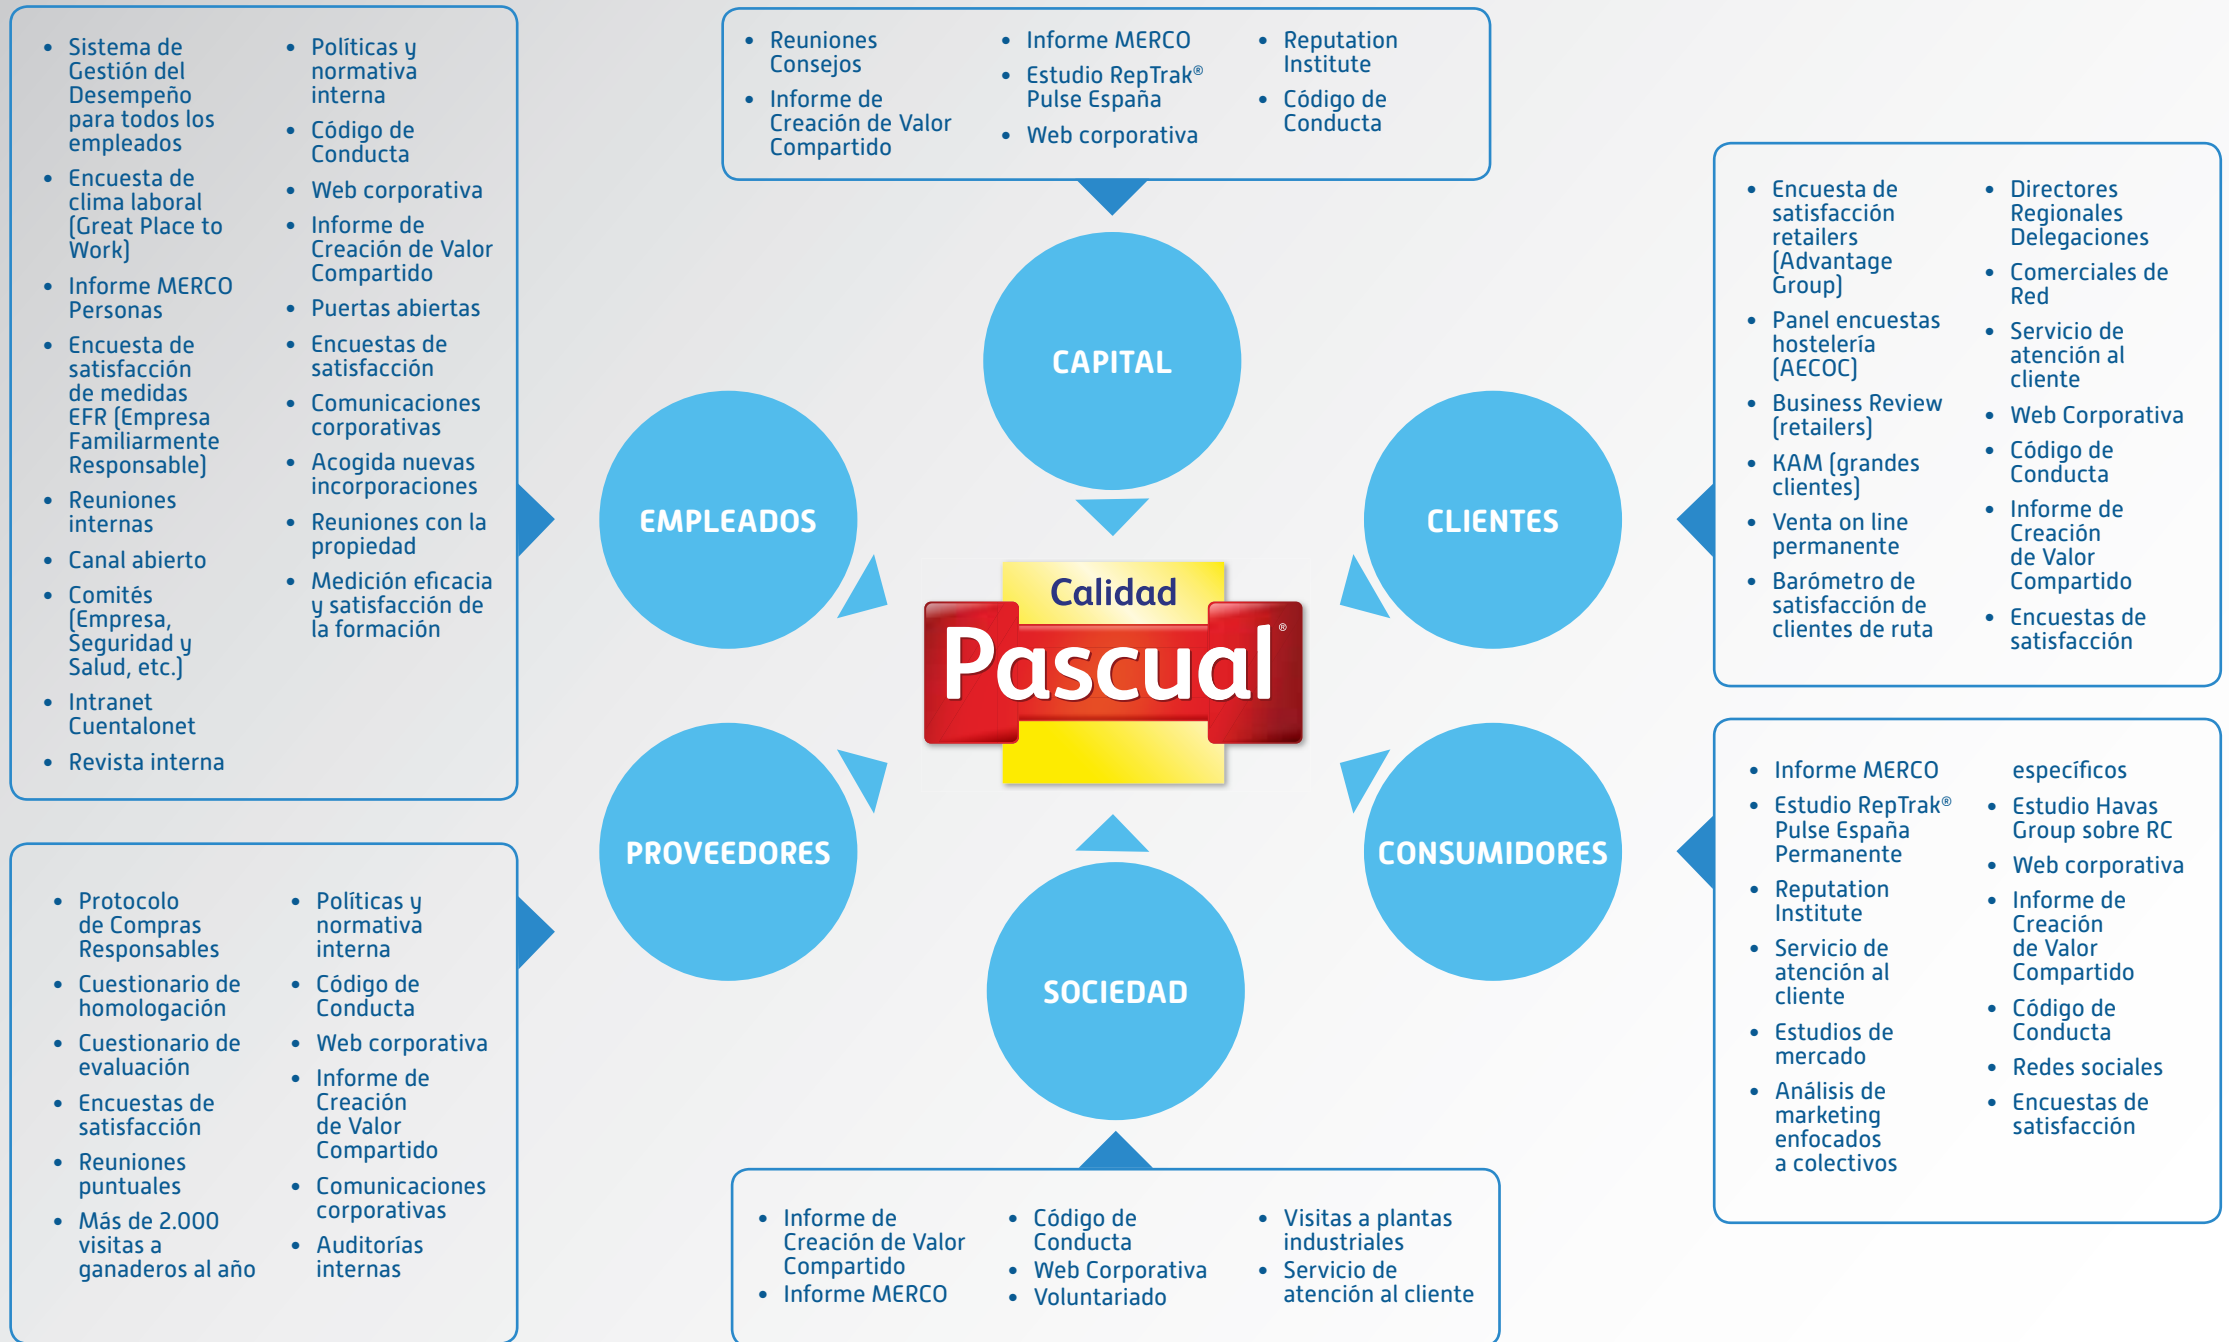 • Sistema de
Gestión del
Desempeño
para todos los
empleados
• Encuesta de
clima laboral
(Great Place to
Work)
• Informe MERCO
Personas
• Encuesta de
satisfacción
de medidas
EFR (Empresa
Familiarmente
Responsable)
• Reuniones
internas
• Canal abierto
• Comités
(Empresa,
Seguridad y
Salud, etc.)
• Intranet
Cuentalonet
• Revista interna
• Políticas y
normativa
interna
• Código de
Conducta
• Web corporativa
• Informe de
Creación de Valor
Compartido
• Puertas abiertas
• Encuestas de
satisfacción
• Comunicaciones
corporativas
• Acogida nuevas
incorporaciones
• Reuniones con la
propiedad
• Medición eficacia
y satisfacción de
la formación
• Reuniones
Consejos
• Informe de
Creación de Valor
Compartido
• Informe MERCO
• Estudio RepTrak®
Pulse España
• Web corporativa
• Reputation
Institute
• Código de
Conducta
• Encuesta de
satisfacción
retailers
(Advantage
Group)
• Panel encuestas
hostelería
(AECOC)
• Business Review
(retailers)
• KAM (grandes
clientes)
• Venta on line
permanente
• Barómetro de
satisfacción de
clientes de ruta
• Directores
Regionales
Delegaciones
• Comerciales de
Red
• Servicio de
atención al
cliente
• Web Corporativa
• Código de
Conducta
• Informe de
Creación
de Valor
Compartido
• Encuestas de
satisfacción
CAPITAL
EMPLEADOS
CLIENTES
Calidad
Pascual®
PROVEEDORES
CONSUMIDORES
SOCIEDAD
• Protocolo
de Compras
Responsables
• Cuestionario de
homologación
• Cuestionario de
evaluación
• Encuestas de
satisfacción
• Reuniones
puntuales
• Más de 2.000
visitas a
ganaderos al año
• Políticas y
normativa
interna
• Código de
Conducta
• Web corporativa
• Informe de
Creación
de Valor
Compartido
• Comunicaciones
corporativas
• Auditorías
internas
• Informe de
Creación de Valor
Compartido
• Informe MERCO
• Código de
Conducta
• Web Corporativa
• Voluntariado
• Visitas a plantas
industriales
• Servicio de
atención al cliente
• Informe MERCO
• Estudio RepTrak®
Pulse España
Permanente
• Reputation
Institute
• Servicio de
atención al
cliente
• Estudios de
mercado
• Análisis de
marketing
enfocados
a colectivos
específicos
• Estudio Havas
Group sobre RC
• Web corporativa
• Informe de
Creación
de Valor
Compartido
• Código de
Conducta
• Redes sociales
• Encuestas de
satisfacción